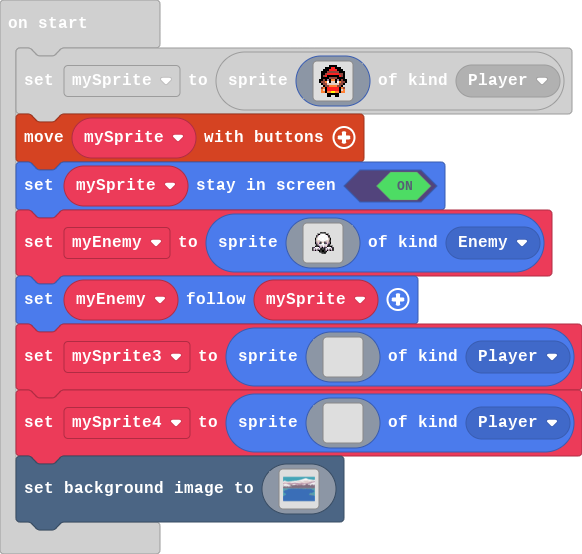 on start
set mySprite to sprite of kind Player
move mySprite with buttons
set mySprite stay in screen ON
set myEnemy to sprite of kind Enemy
set myEnemy follow mySprite
set mySprite3 to sprite of kind Player
set mySprite4 to sprite of kind Player
set background image to